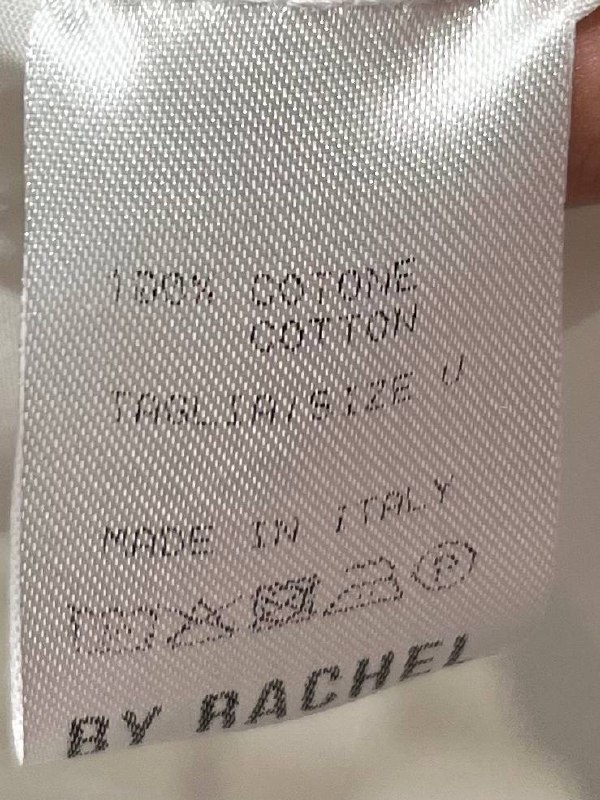 100% COTONE
COTTON
TAGLIA/SIZE U
MADE IN ITALY
P
BY RACHEL